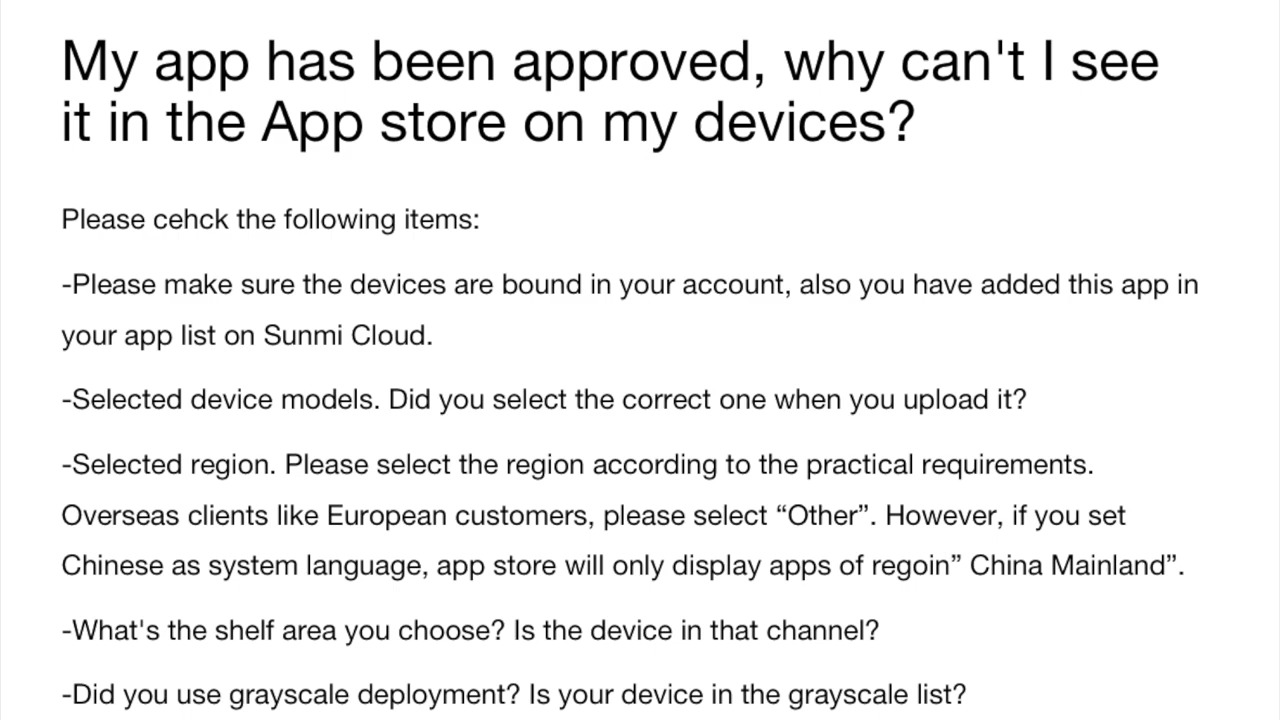 My app has been approved, why can't I see
it in the App store on my devices?
Please cehck the following items:
-Please make sure the devices are bound in your account, also you have added this app in
your app list on Sunmi Cloud.
-Selected device models. Did you select the correct one when you upload it?
-Selected region. Please select the region according to the practical requirements.
Overseas clients like European customers, please select “Other”. However, if you set
Chinese as system language, app store will only display apps of regoin” China Mainland”.
-What's the shelf area you choose? Is the device in that channel?
-Did you use grayscale deployment? Is your device in the grayscale list?